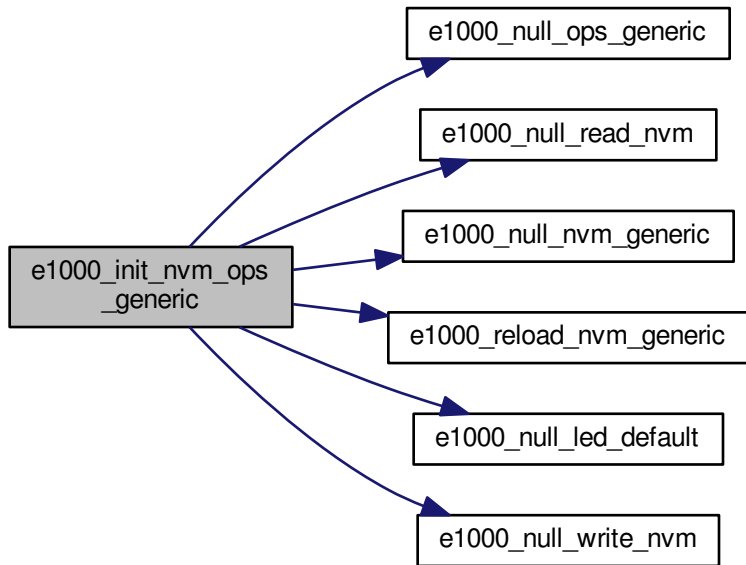 e1000_null_ops_generic
e1000_null_read_nvm
e1000_null_nvm_generic
e1000_init_nvm_ops
_generic
e1000_reload_nvm_generic
e1000_null_led_default
e1000_null_write_nvm